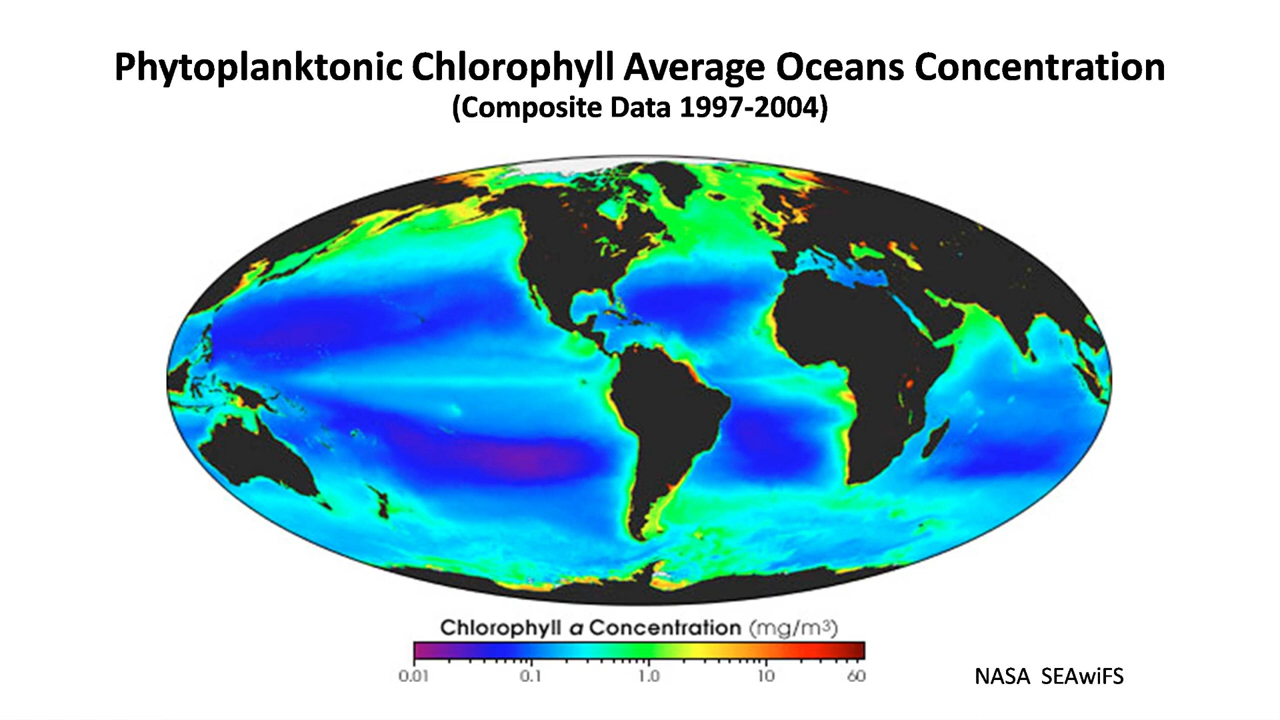 Phytoplanktonic Chlorophyll Average Oceans Concentration
(Composite Data 1997-2004)
Chlorophyll a Concentration (mg/m³)
0.01 0.1 1.0 10 60
NASA SEAwiFS